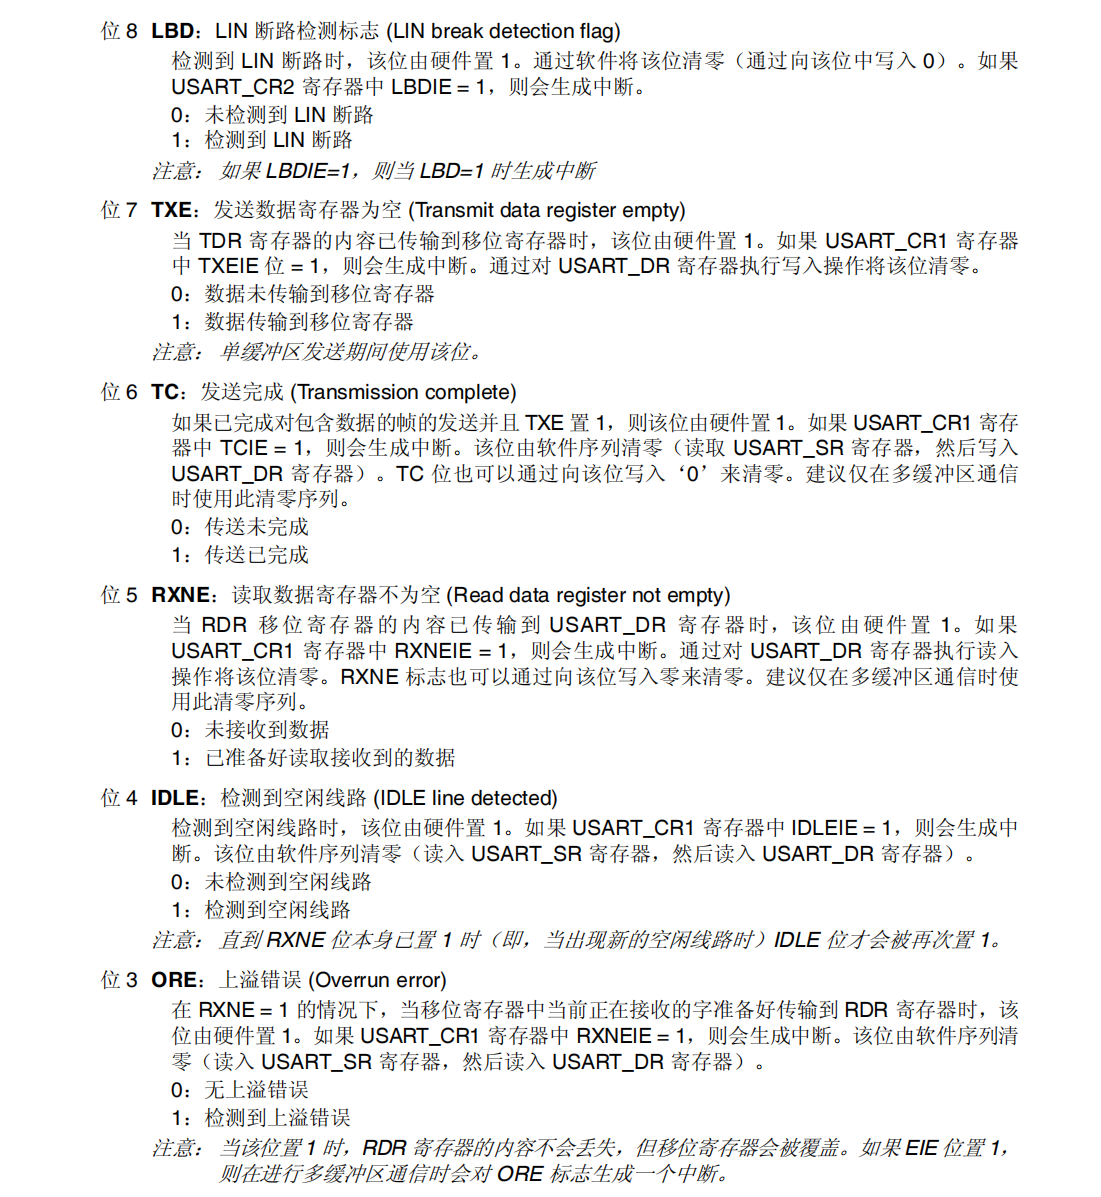 位 8 LBD：LIN 断路检测标志 (LIN break detection flag)
检测到 LIN 断路时，该位由硬件置 1。通过软件将该位清零（通过向该位中写入 0）。如果
USART_CR2 寄存器中 LBDIE = 1，则会生成中断。
0：未检测到 LIN 断路
1：检测到 LIN 断路
注意： 如果 LBDIE=1，则当 LBD=1 时生成中断
位 7 TXE：发送数据寄存器为空 (Transmit data register empty)
当 TDR 寄存器的内容已传输到移位寄存器时，该位由硬件置 1。如果 USART_CR1 寄存器
中 TXEIE 位 = 1，则会生成中断。通过对 USART_DR 寄存器执行写入操作将该位清零。
0：数据未传输到移位寄存器
1：数据传输到移位寄存器
注意： 单缓冲区发送期间使用该位。
位 6 TC：发送完成 (Transmission complete)
如果已完成对包含数据的帧的发送并且 TXE 置 1，则该位由硬件置 1。如果 USART_CR1 寄存
器中 TCIE = 1，则会生成中断。该位由软件序列清零（读取 USART_SR 寄存器，然后写入
USART_DR 寄存器）。TC 位也可以通过向该位写入‘0’来清零。建议仅在多缓冲区通信
时使用此清零序列。
0：传送未完成
1：传送已完成
位 5 RXNE：读取数据寄存器不为空 (Read data register not empty)
当 RDR 移位寄存器的内容已传输到 USART_DR 寄存器时，该位由硬件置 1。如果
USART_CR1 寄存器中 RXNEIE = 1，则会生成中断。通过对 USART_DR 寄存器执行读入
操作将该位清零。RXNE 标志也可以通过向该位写入零来清零。建议仅在多缓冲区通信时使
用此清零序列。
0：未接收到数据
1：已准备好读取接收到的数据
位 4 IDLE：检测到空闲线路 (IDLE line detected)
检测到空闲线路时，该位由硬件置 1。如果 USART_CR1 寄存器中 IDLEIE = 1，则会生成中
断。该位由软件序列清零（读入 USART_SR 寄存器，然后读入 USART_DR 寄存器）。
0：未检测到空闲线路
1：检测到空闲线路
注意： 直到 RXNE 位本身已置 1 时（即，当出现新的空闲线路时）IDLE 位才会被再次置 1。
位 3 ORE：上溢错误 (Overrun error)
在 RXNE = 1 的情况下，当移位寄存器中当前正在接收的字准备好传输到 RDR 寄存器时，该
位由硬件置 1。如果 USART_CR1 寄存器中 RXNEIE = 1，则会生成中断。该位由软件序列清
零（读入 USART_SR 寄存器，然后读入 USART_DR 寄存器）。
0：无上溢错误
1：检测到上溢错误
注意： 当该位置 1 时，RDR 寄存器的内容不会丢失，但移位寄存器会被覆盖。如果 EIE 位置 1，
则在进行多缓冲区通信时会对 ORE 标志生成一个中断。